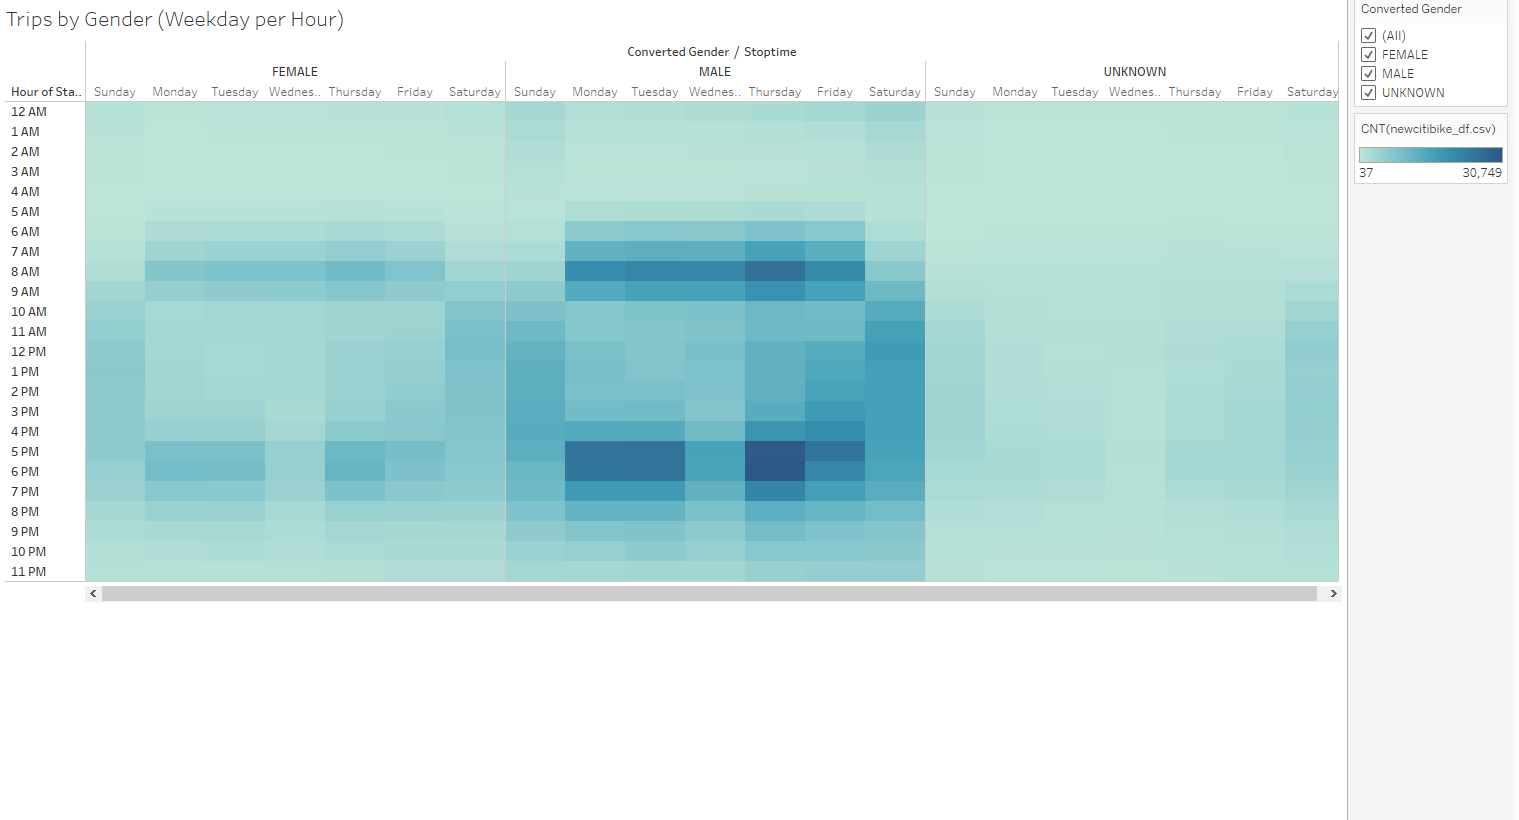 Trips by Gender (Weekday per Hour)
Converted Gender / Stoptime
FEMALE MALE UNKNOWN
Hour of Sta.. Sunday Monday Tuesday Wednes.. Thursday Friday Saturday Sunday Monday Tuesday Wednes.. Thursday Friday Saturday Sunday Monday Tuesday Wednes.. Thursday Friday Saturday
12 AM
1 AM
2 AM
3 AM
4 AM
5 AM
6 AM
7 AM
8 AM
9 AM
10 AM
11 AM
12 PM
1 PM
2 PM
3 PM
4 PM
5 PM
6 PM
7 PM
8 PM
9 PM
10 PM
11 PM
Converted Gender
(All)
FEMALE
MALE
UNKNOWN
CNT(newcitibike_df.csv)
37 30,749